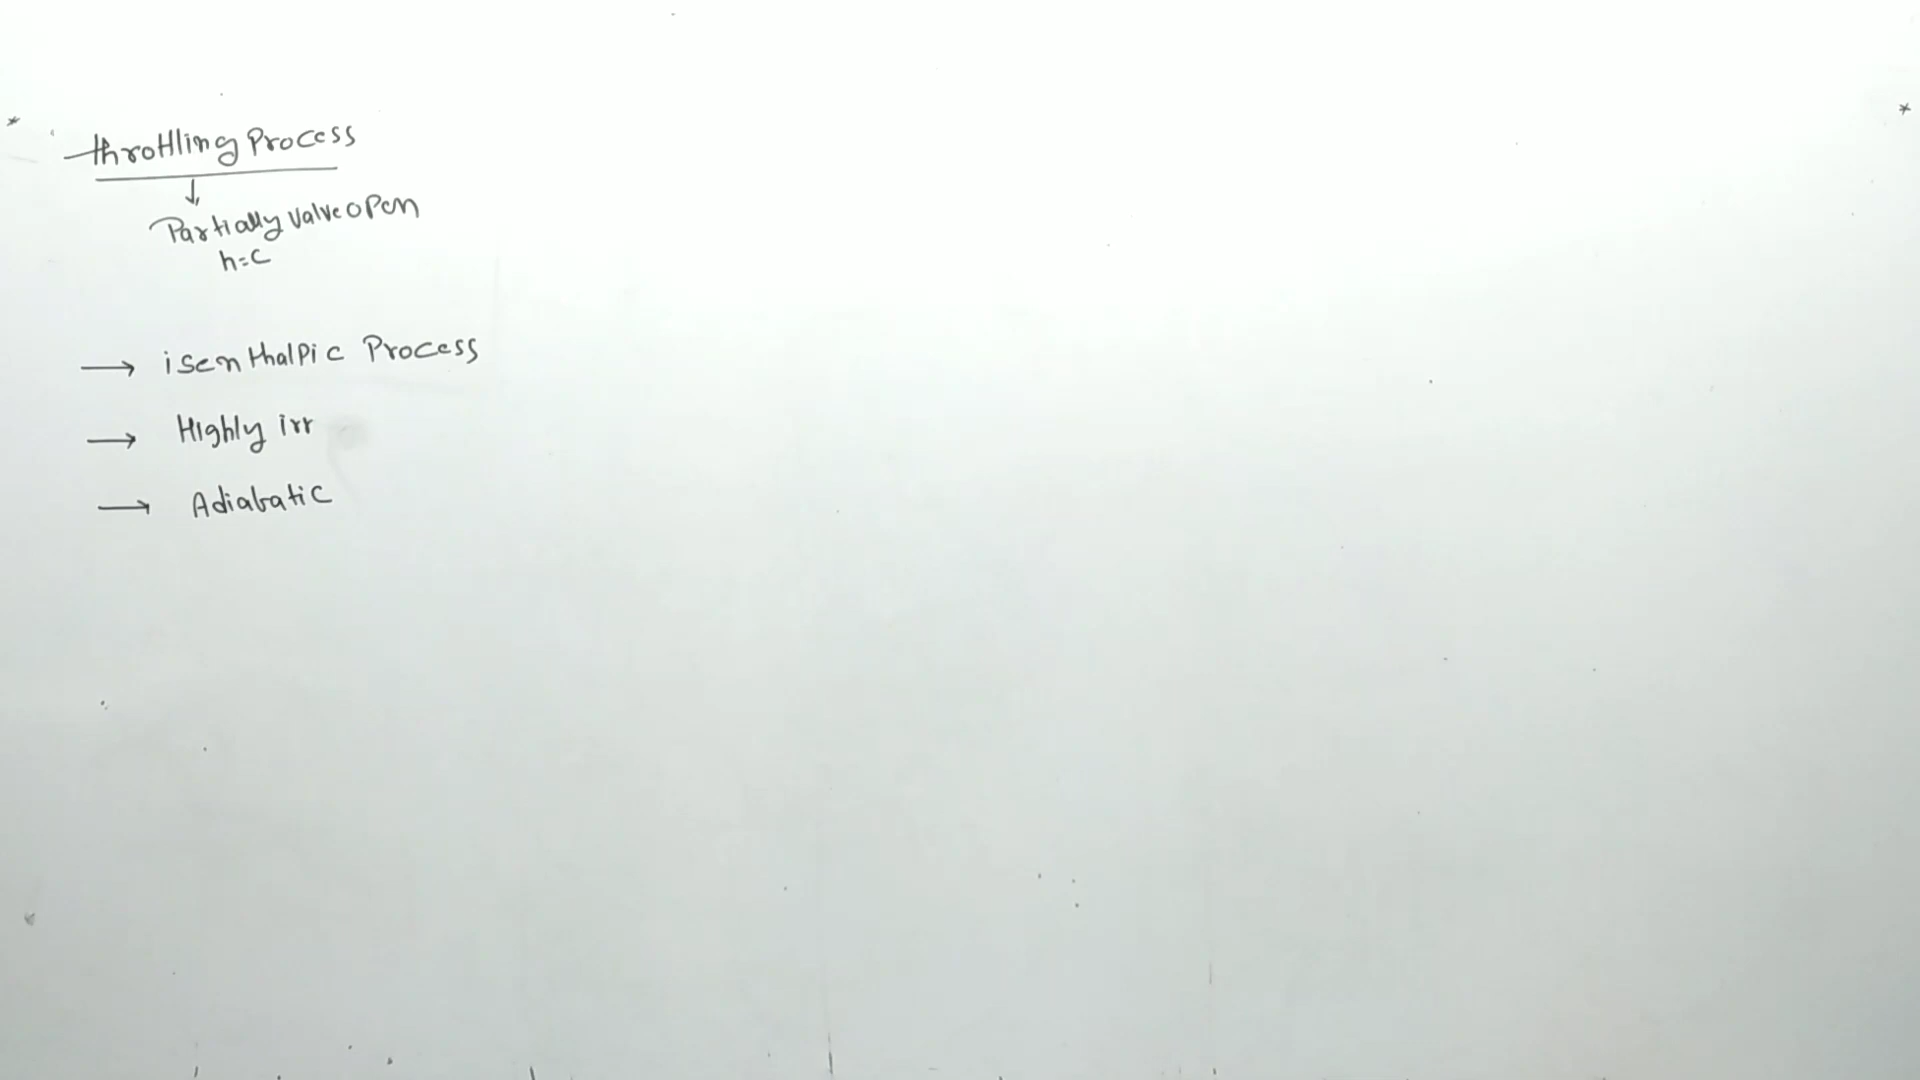 throttling Process
↓
Partially valve open
h=c
→ isenthalpic Process
→ Highly irr
→ Adiabatic